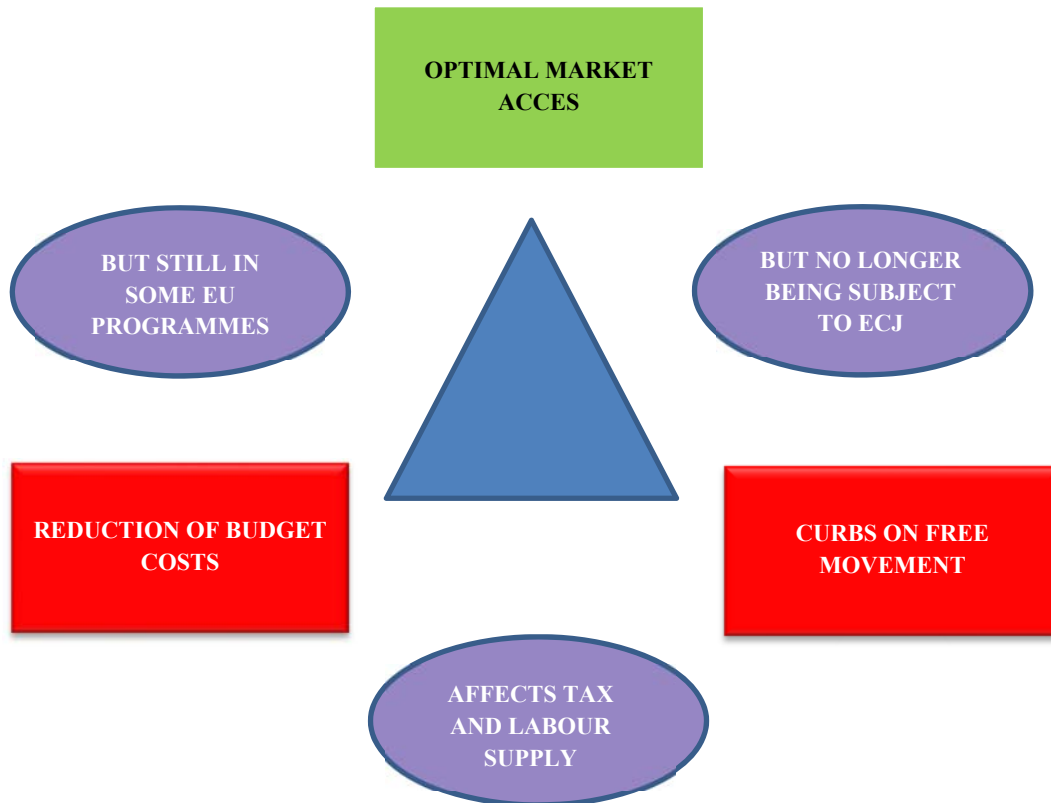 OPTIMAL MARKET
ACCES
BUT STILL IN
SOME EU
PROGRAMMES
BUT NO LONGER
BEING SUBJECT
TO ECJ
REDUCTION OF BUDGET
COSTS
CURBS ON FREE
MOVEMENT
AFFECTS TAX
AND LABOUR
SUPPLY